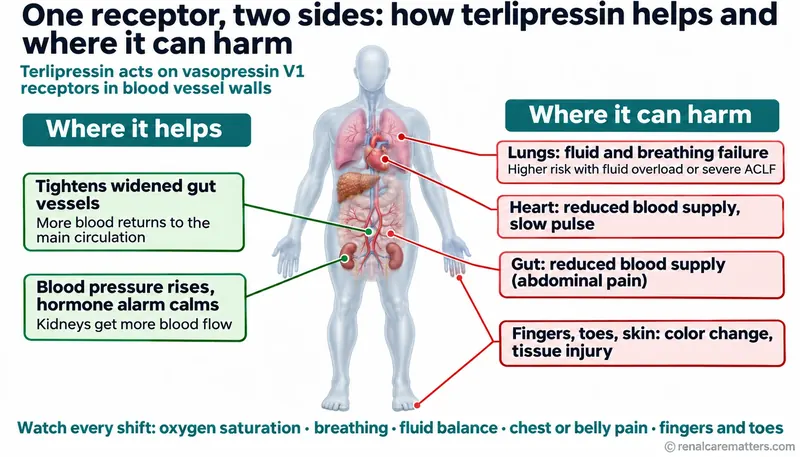 One receptor, two sides: how terlipressin helps and
where it can harm
Terlipressin acts on vasopressin V1
receptors in blood vessel walls
Where it helps
Tightens widened gut
vessels
More blood returns to the
main circulation
Blood pressure rises,
hormone alarm calms
Kidneys get more blood flow
Where it can harm
Lungs: fluid and breathing failure
Higher risk with fluid overload or severe ACLF
Heart: reduced blood supply,
slow pulse
Gut: reduced blood supply
(abdominal pain)
Fingers, toes, skin: color change,
tissue injury
Watch every shift: oxygen saturation · breathing · fluid balance · chest or belly pain · fingers and toes
© renalcarematters.com